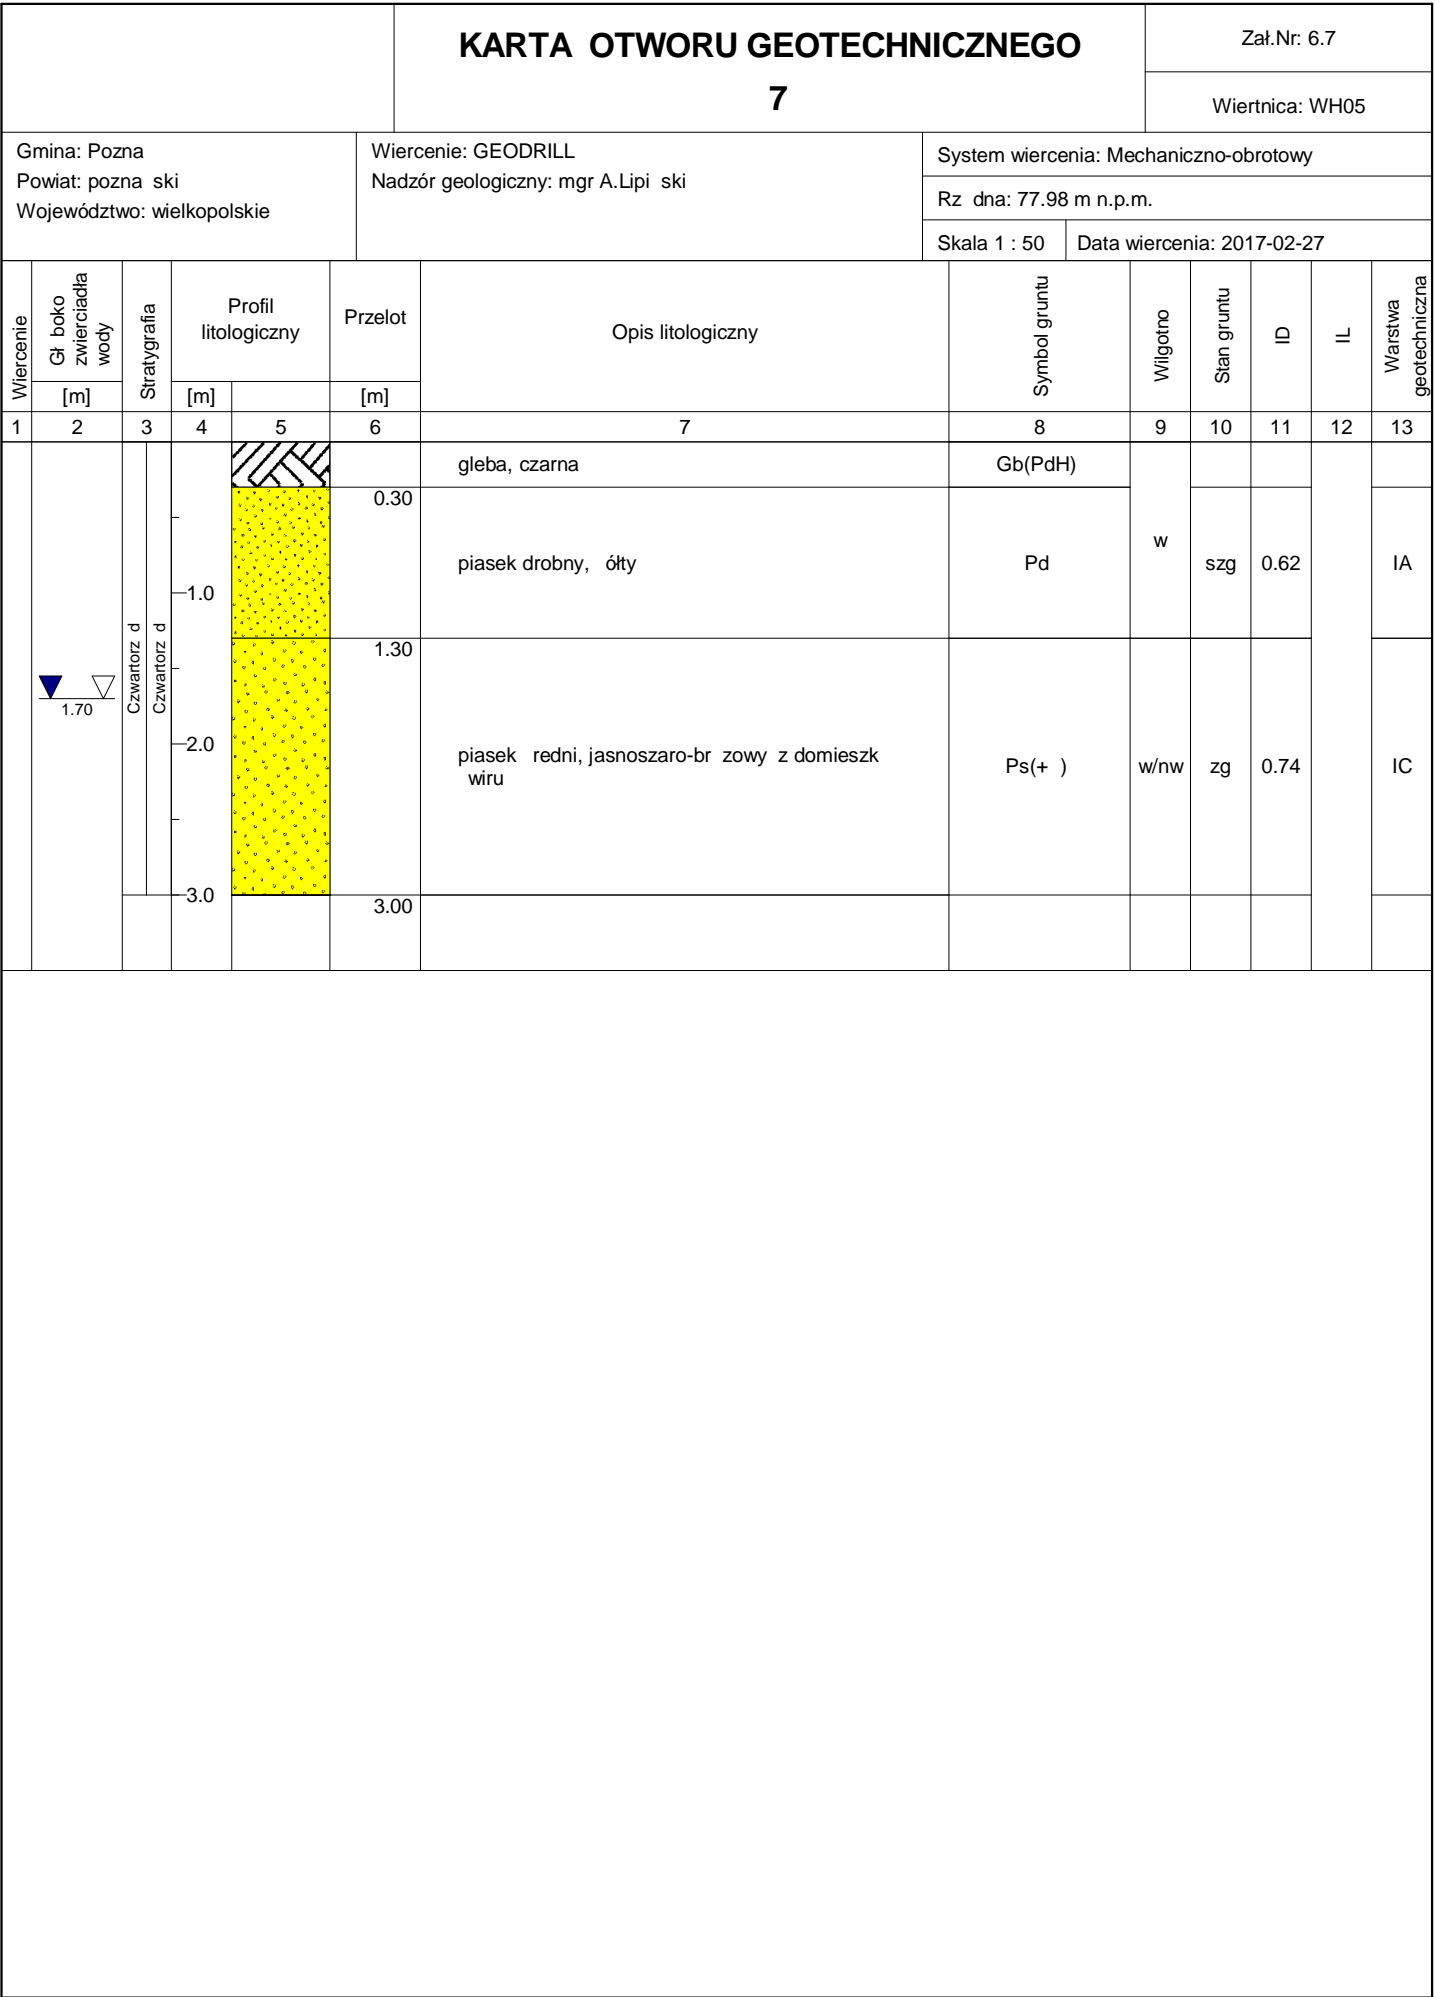 KARTA OTWORU GEOTECHNICZNEGO
7
Zał.Nr: 6.7
Wiertnica: WH05
Gmina: Pozna
Powiat: pozna ski
Województwo: wielkopolskie
Wiercenie: GEODRILL
Nadzór geologiczny: mgr A.Lipi ski
System wiercenia: Mechaniczno-obrotowy
Rz dna: 77.98 m n.p.m.
Skala 1 : 50
Data wiercenia: 2017-02-27
Wiercenie
Gł boko
zwierciadła
wody
[m]
Stratygrafia
Profil
litologiczny
[m]
Przelot
[m]
Opis litologiczny
Symbol gruntu
Wilgotno
Stan gruntu
ID
IL
Warstwa
geotechniczna
1 2 3 4 5 6 7 8 9 10 11 12 13
gleba, czarna
Gb(PdH)
0.30
piasek drobny, ółty
Pd
w
szg
0.62
IA
1.0
1.30
Czwartorz d
Czwartorz d
1.70
2.0
piasek redni, jasnoszaro-br zowy z domieszk
wiru
Ps(+ )
w/nw
zg
0.74
IC
3.0
3.00